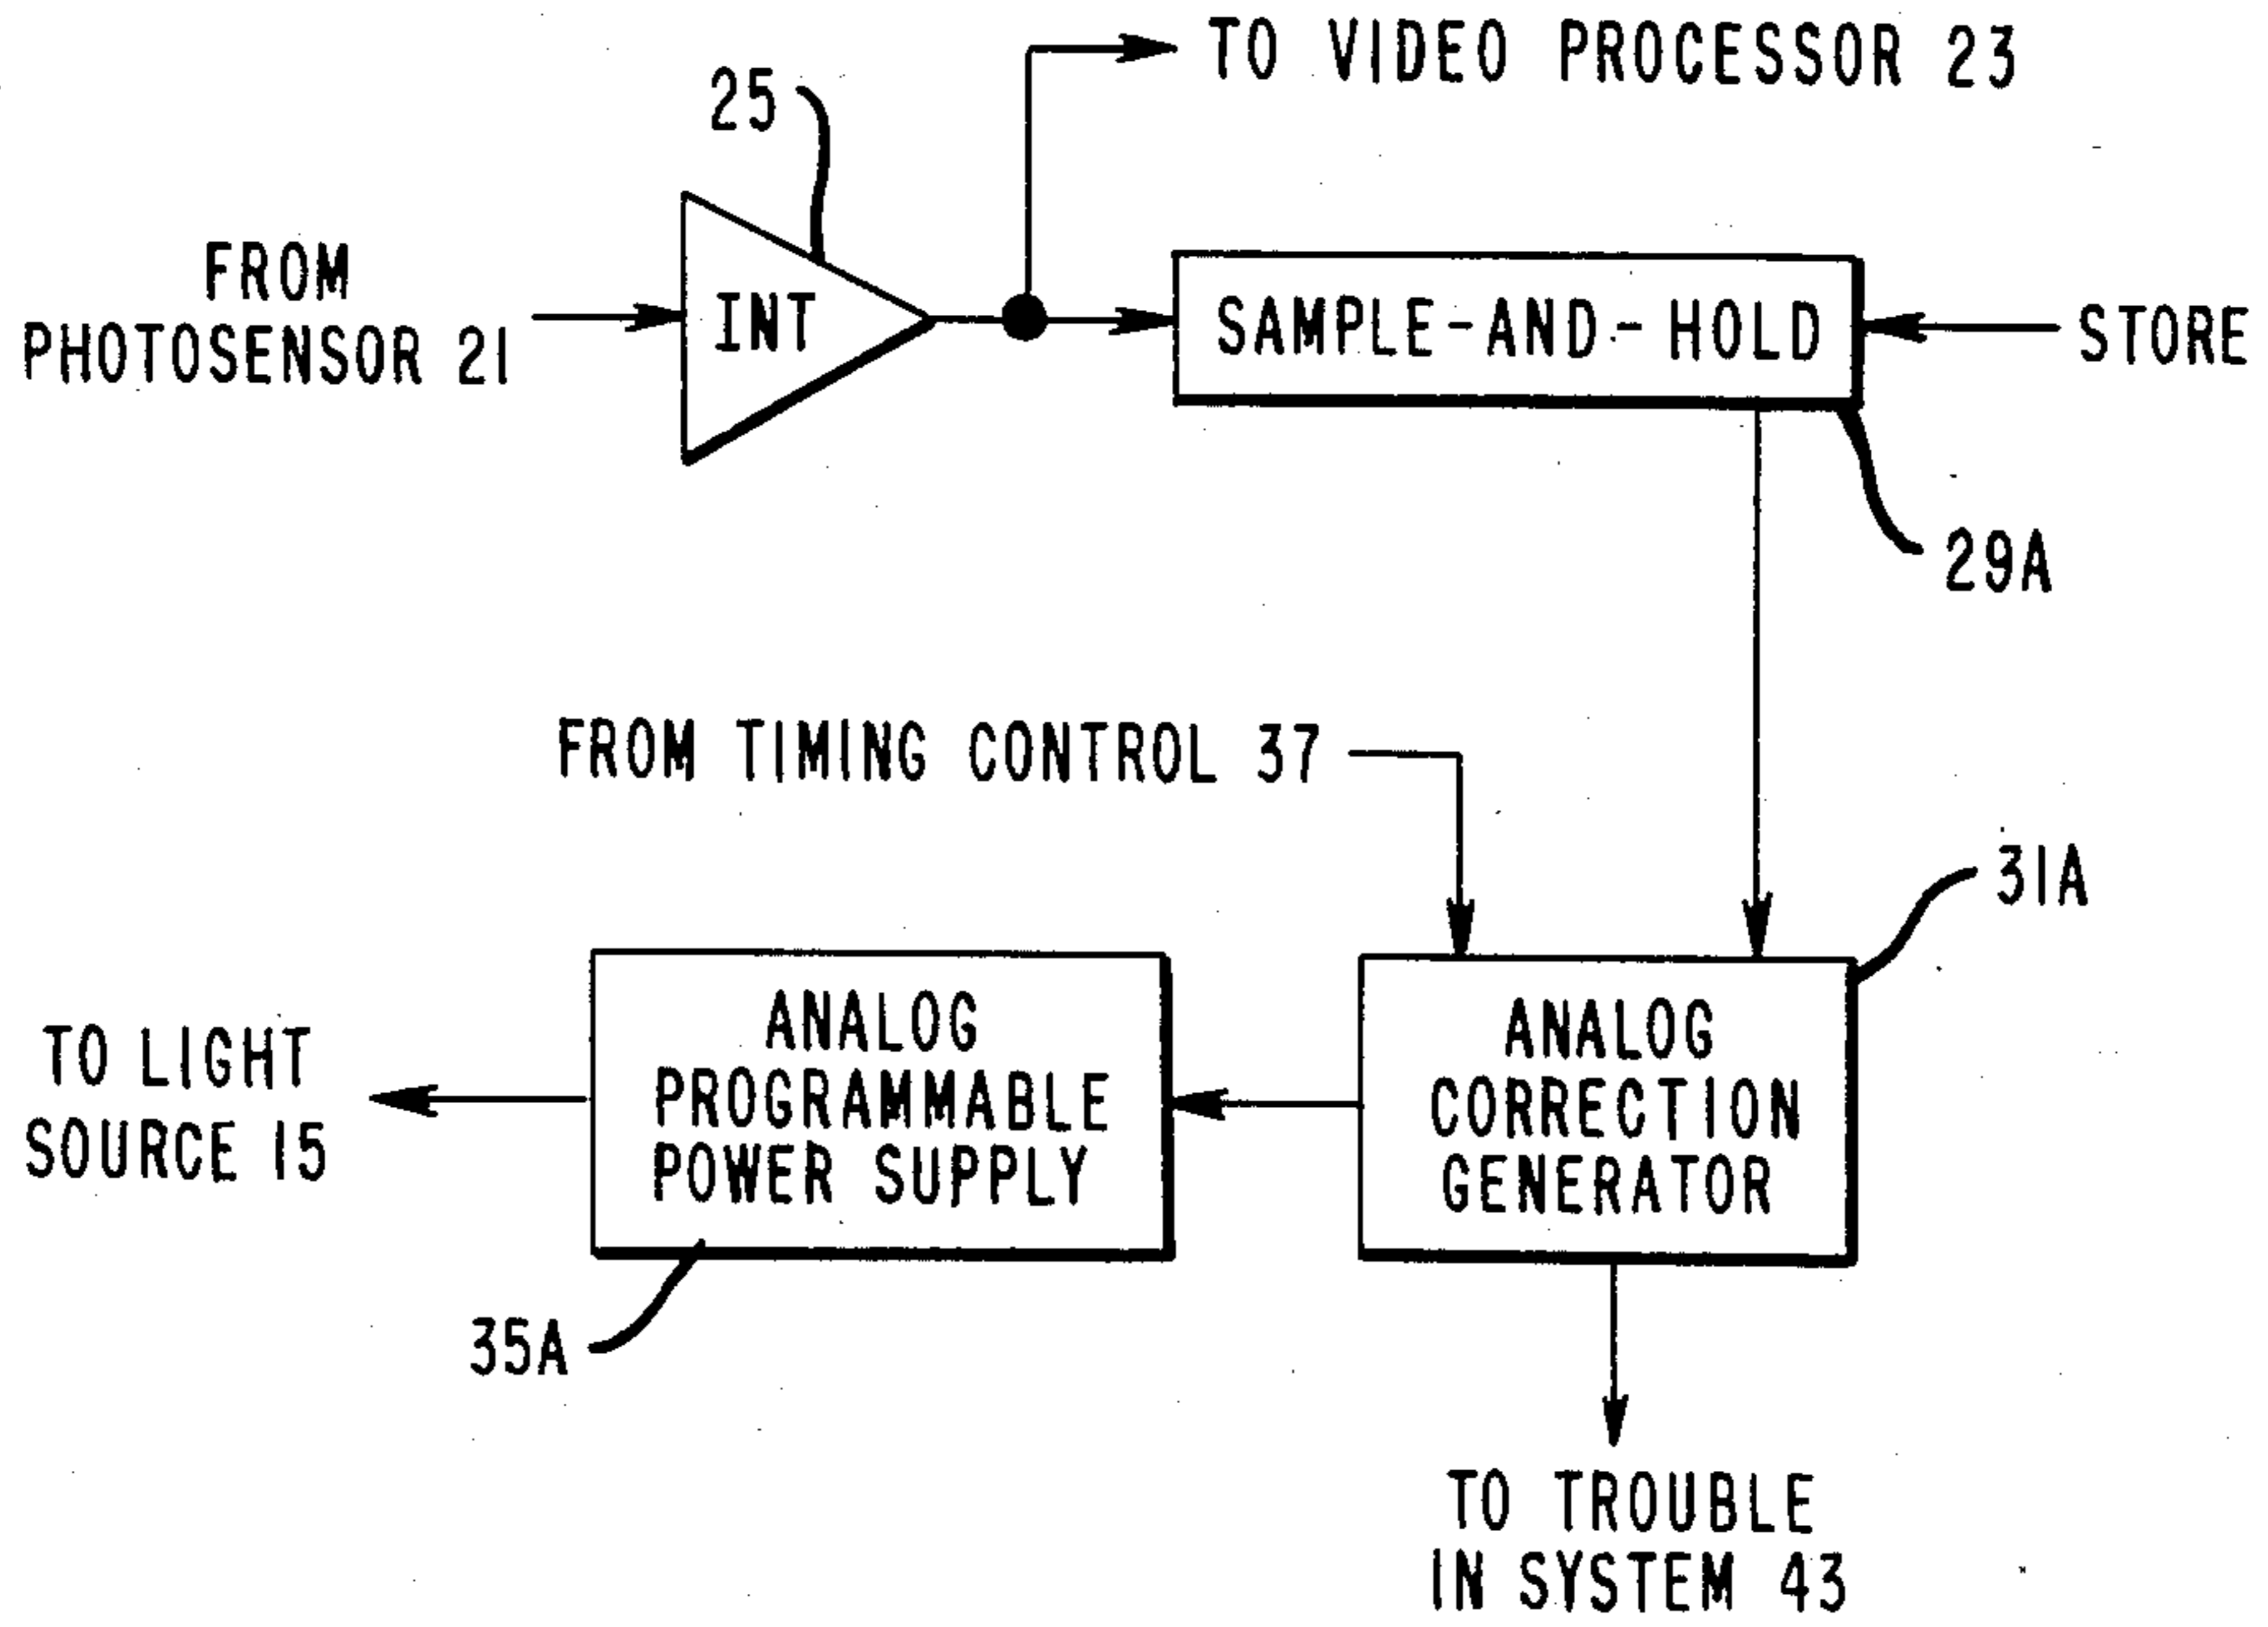 TO VIDEO PROCESSOR 23
25
FROM
PHOTOSENSOR 21
INT
SAMPLE-AND-HOLD
STORE
29A
FROM TIMING CONTROL 37
31A
ANALOG
PROGRAMMABLE
POWER SUPPLY
ANALOG
CORRECTION
GENERATOR
TO LIGHT
SOURCE 15
35A
TO TROUBLE
IN SYSTEM 43